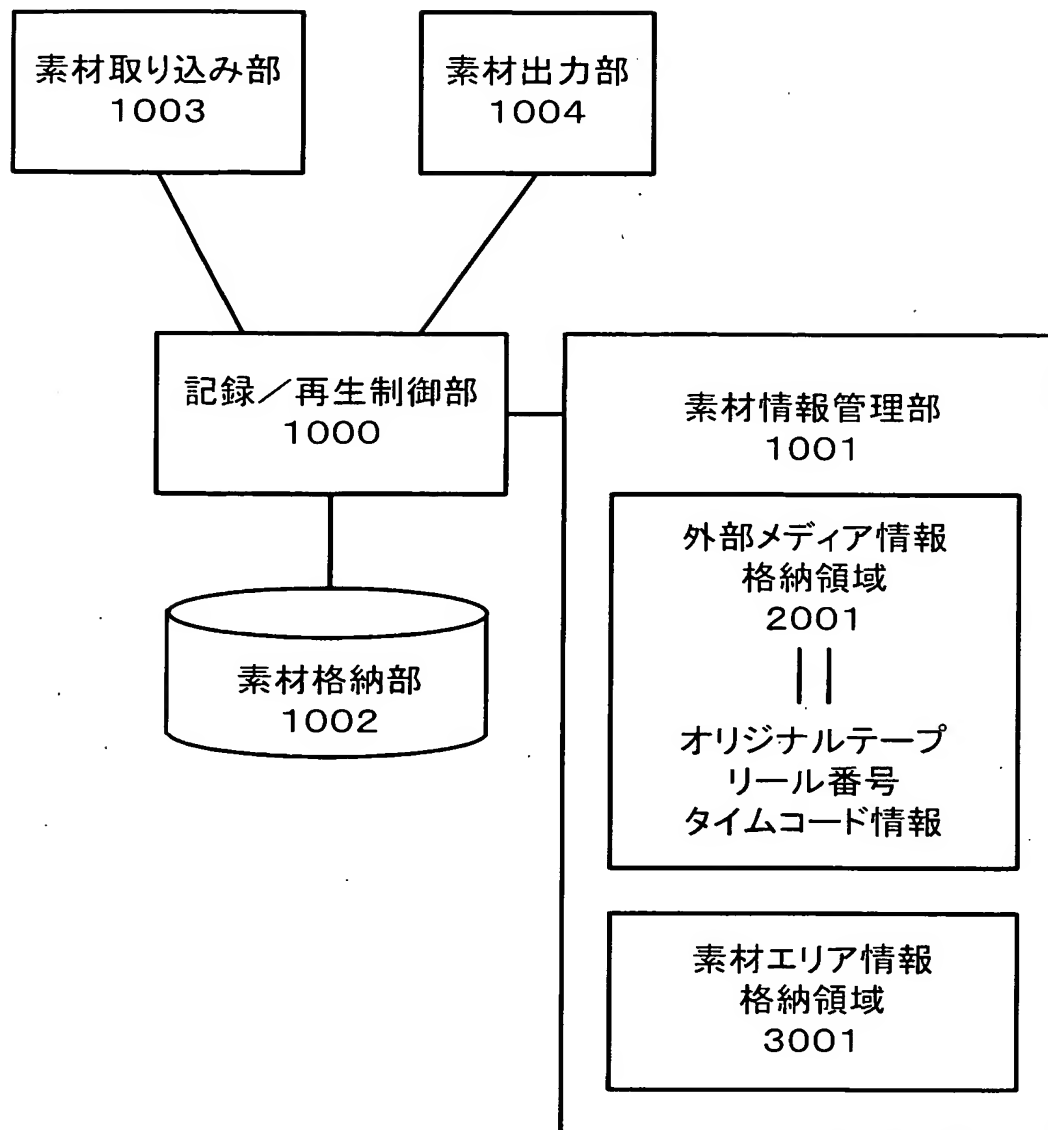 素材取り込み部
1003
素材出力部
1004
記録／再生制御部
1000
素材情報管理部
1001
外部メディア情報
格納領域
2001
||
オリジナルテープ
リール番号
タイムコード情報
素材格納部
1002
素材エリア情報
格納領域
3001